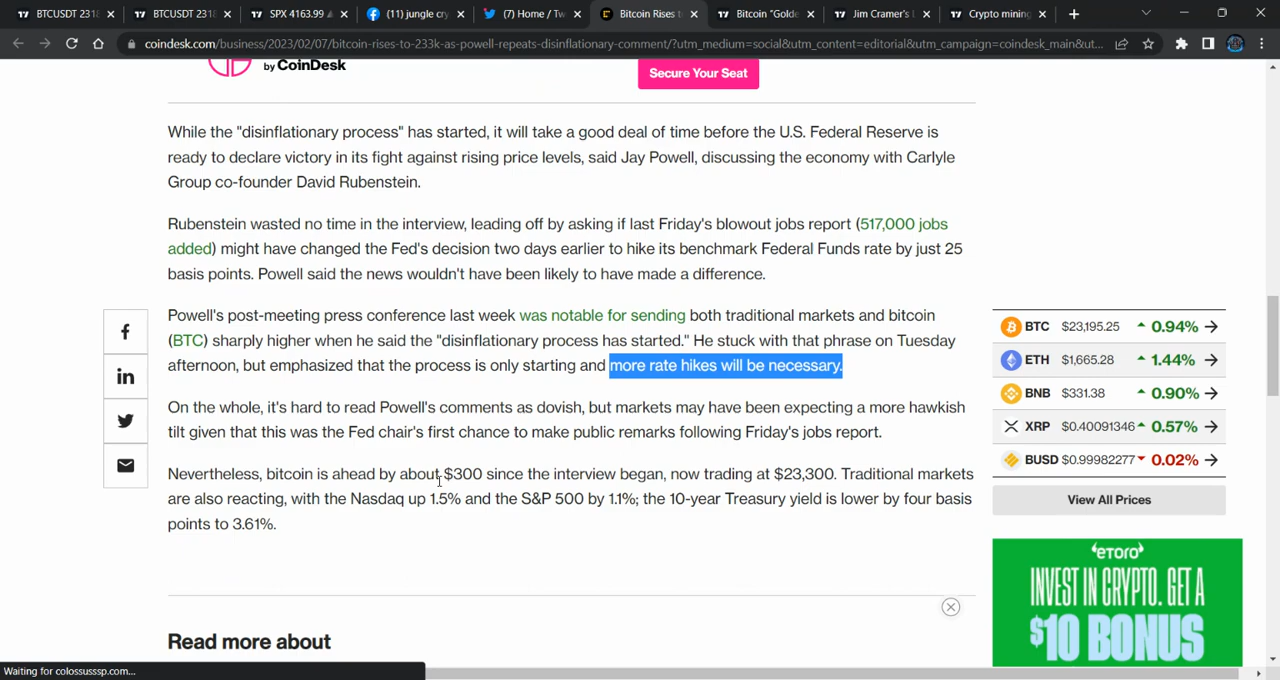 BTCUSDT 231
BTCUSDT 231
SPX 4163.99
(11) jungle cry
(7) Home / Tw
Bitcoin Rises to
Bitcoin "Golde
Jim Cramer's
Crypto mining
coindesk.com/business/2023/02/07/bitcoin-rises-to-233k-as-powell-repeats-disinflationary-comment/?utm_medium=social&utm_content=editorial&utm_campaign=coindesk_main&ut...
by CoinDesk
Secure Your Seat
While the "disinflationary process" has started, it will take a good deal of time before the U.S. Federal Reserve is
ready to declare victory in its fight against rising price levels, said Jay Powell, discussing the economy with Carlyle
Group co-founder David Rubenstein.
Rubenstein wasted no time in the interview, leading off by asking if last Friday's blowout jobs report (517,000 jobs
added) might have changed the Fed's decision two days earlier to hike its benchmark Federal Funds rate by just 25
basis points. Powell said the news wouldn't have been likely to have made a difference.
Powell's post-meeting press conference last week was notable for sending both traditional markets and bitcoin
(BTC) sharply higher when he said the "disinflationary process has started." He stuck with that phrase on Tuesday
afternoon, but emphasized that the process is only starting and more rate hikes will be necessary.
On the whole, it's hard to read Powell's comments as dovish, but markets may have been expecting a more hawkish
tilt given that this was the Fed chair's first chance to make public remarks following Friday's jobs report.
Nevertheless, bitcoin is ahead by about $300 since the interview began, now trading at $23,300. Traditional markets
are also reacting, with the Nasdaq up 1.5% and the S&P 500 by 1.1%; the 10-year Treasury yield is lower by four basis
points to 3.61%.
Read more about
BTC $23,195.25 0.94%
ETH $1,665.28 1.44%
BNB $331.38 0.90%
XRP $0.40091346 0.57%
BUSD $0.99982277 0.02%
View All Prices
eToro
INVEST IN CRYPTO. GET A
$10 BONUS
Waiting for colossusssp.com...